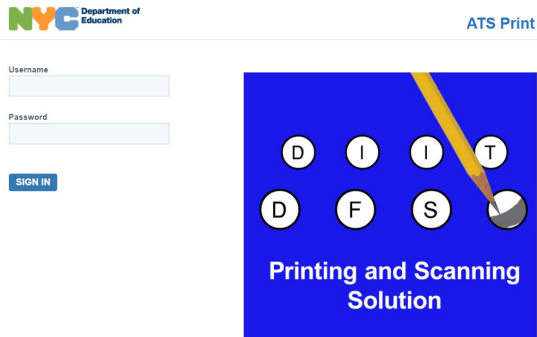 NYC Department of
Education
ATS Print
Username
Password
SIGN IN
D I I T
D F S
Printing and Scanning
Solution